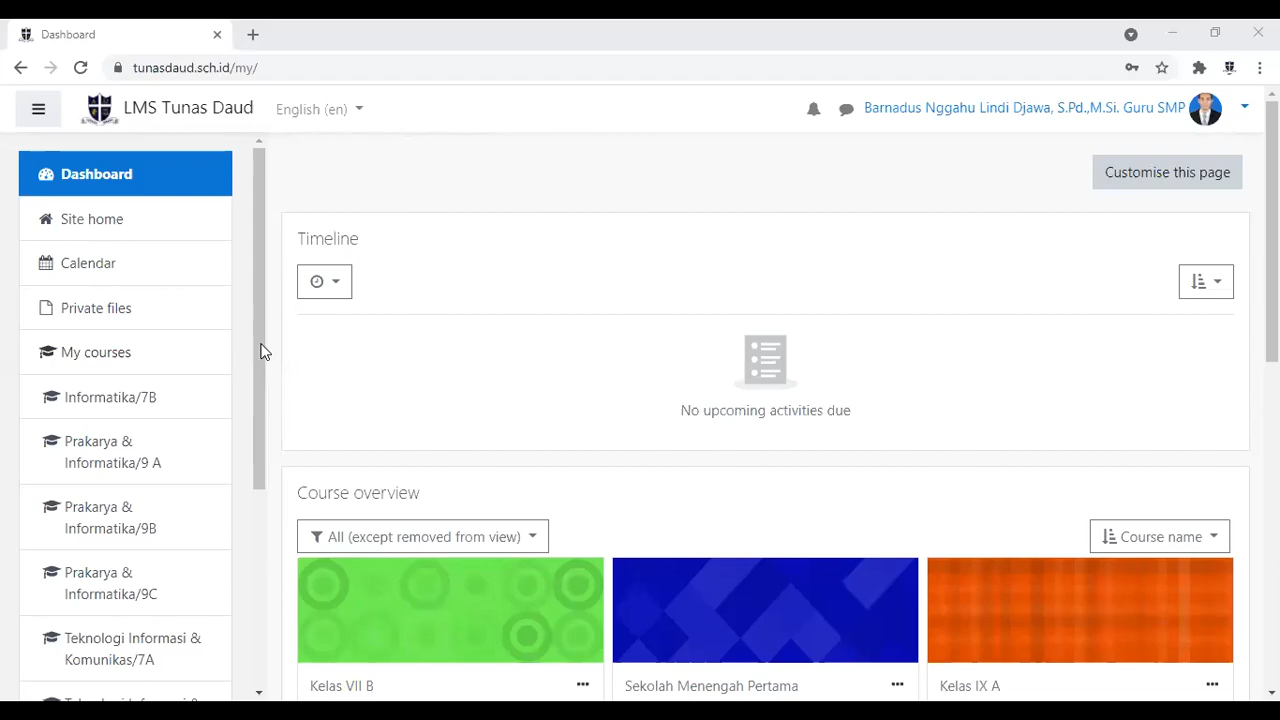 Dashboard
tunasdaud.sch.id/my/
LMS Tunas Daud
English (en)
Barnadus Nggahu Lindi Djawa, S.Pd.,M.Si. Guru SMP
Dashboard
Site home
Calendar
Private files
My courses
Informatika/7B
Prakarya &
Informatika/9 A
Prakarya &
Informatika/9B
Prakarya &
Informatika/9C
Teknologi Informasi &
Komunikas/7A
Customise this page
Timeline
No upcoming activities due
Course overview
All (except removed from view)
Course name
Kelas VII B
Sekolah Menengah Pertama
Kelas IX A